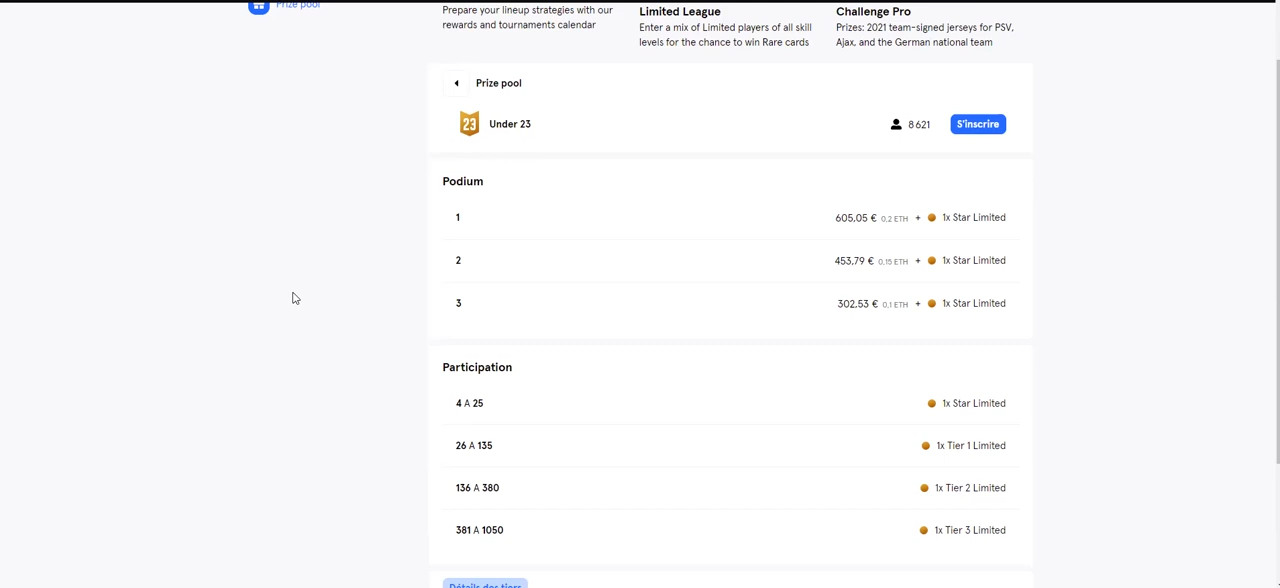 Prize pool
Prepare your lineup strategies with our
rewards and tournaments calendar
Limited League
Enter a mix of Limited players of all skill
levels for the chance to win Rare cards
Challenge Pro
Prizes: 2021 team-signed jerseys for PSV,
Ajax, and the German national team
Prize pool
23 Under 23 8 621 S'inscrire
Podium
1 605,05 € 0,2 ETH + 1x Star Limited
2 453,79 € 0,15 ETH + 1x Star Limited
3 302,53 € 0,1 ETH + 1x Star Limited
Participation
4 A 25 1x Star Limited
26 A 135 1x Tier 1 Limited
136 A 380 1x Tier 2 Limited
381 A 1050 1x Tier 3 Limited
Détails des tiers